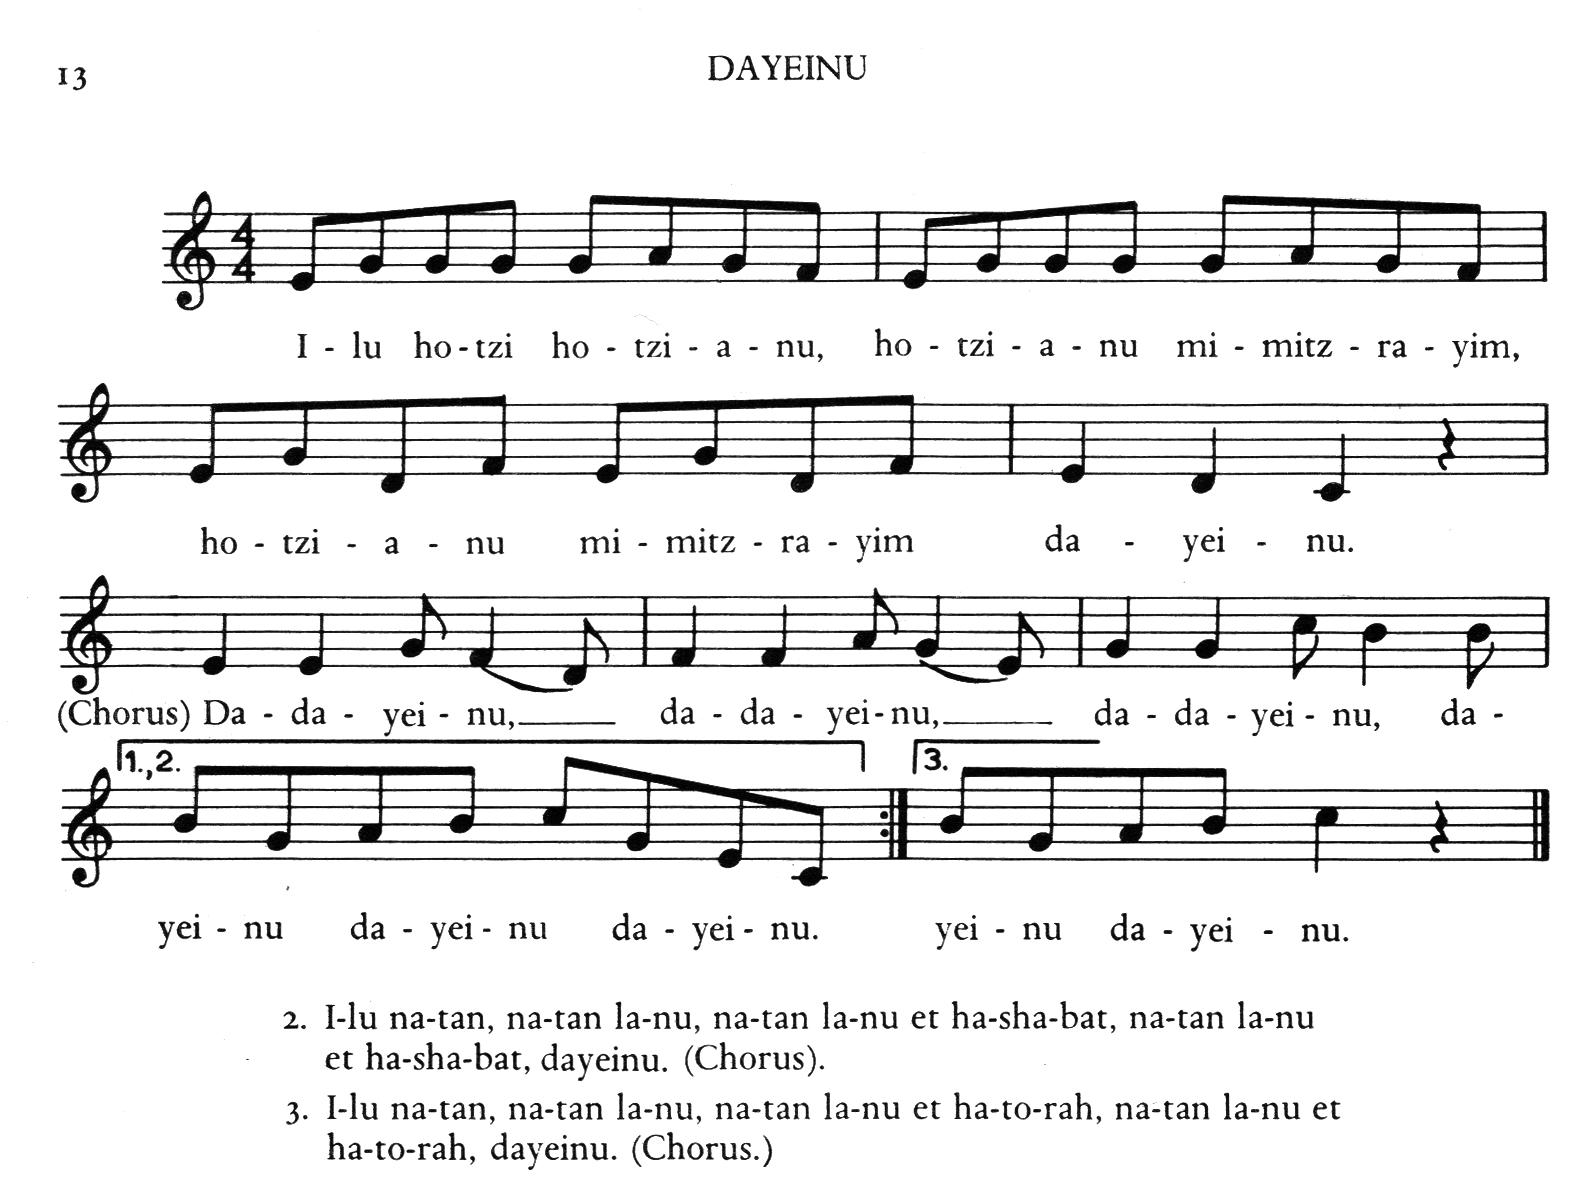 13
DAYEINU
4
4
I - lu ho - tzi ho - tzi - a - nu, ho - tzi - a - nu mi - mitz - ra - yim,
ho - tzi - a - nu mi - mitz - ra - yim da - yei - nu.
(Chorus) Da - da - yei - nu,____ da - da - yei - nu,____ da - da - yei - nu, da -
1.,2. 3.
yei - nu da - yei - nu da - yei - nu. yei - nu da - yei - nu.
2. I-lu na-tan, na-tan la-nu, na-tan la-nu et ha-sha-bat, na-tan la-nu
et ha-sha-bat, dayeinu. (Chorus).
3. I-lu na-tan, na-tan la-nu, na-tan la-nu et ha-to-rah, na-tan la-nu et
ha-to-rah, dayeinu. (Chorus.)